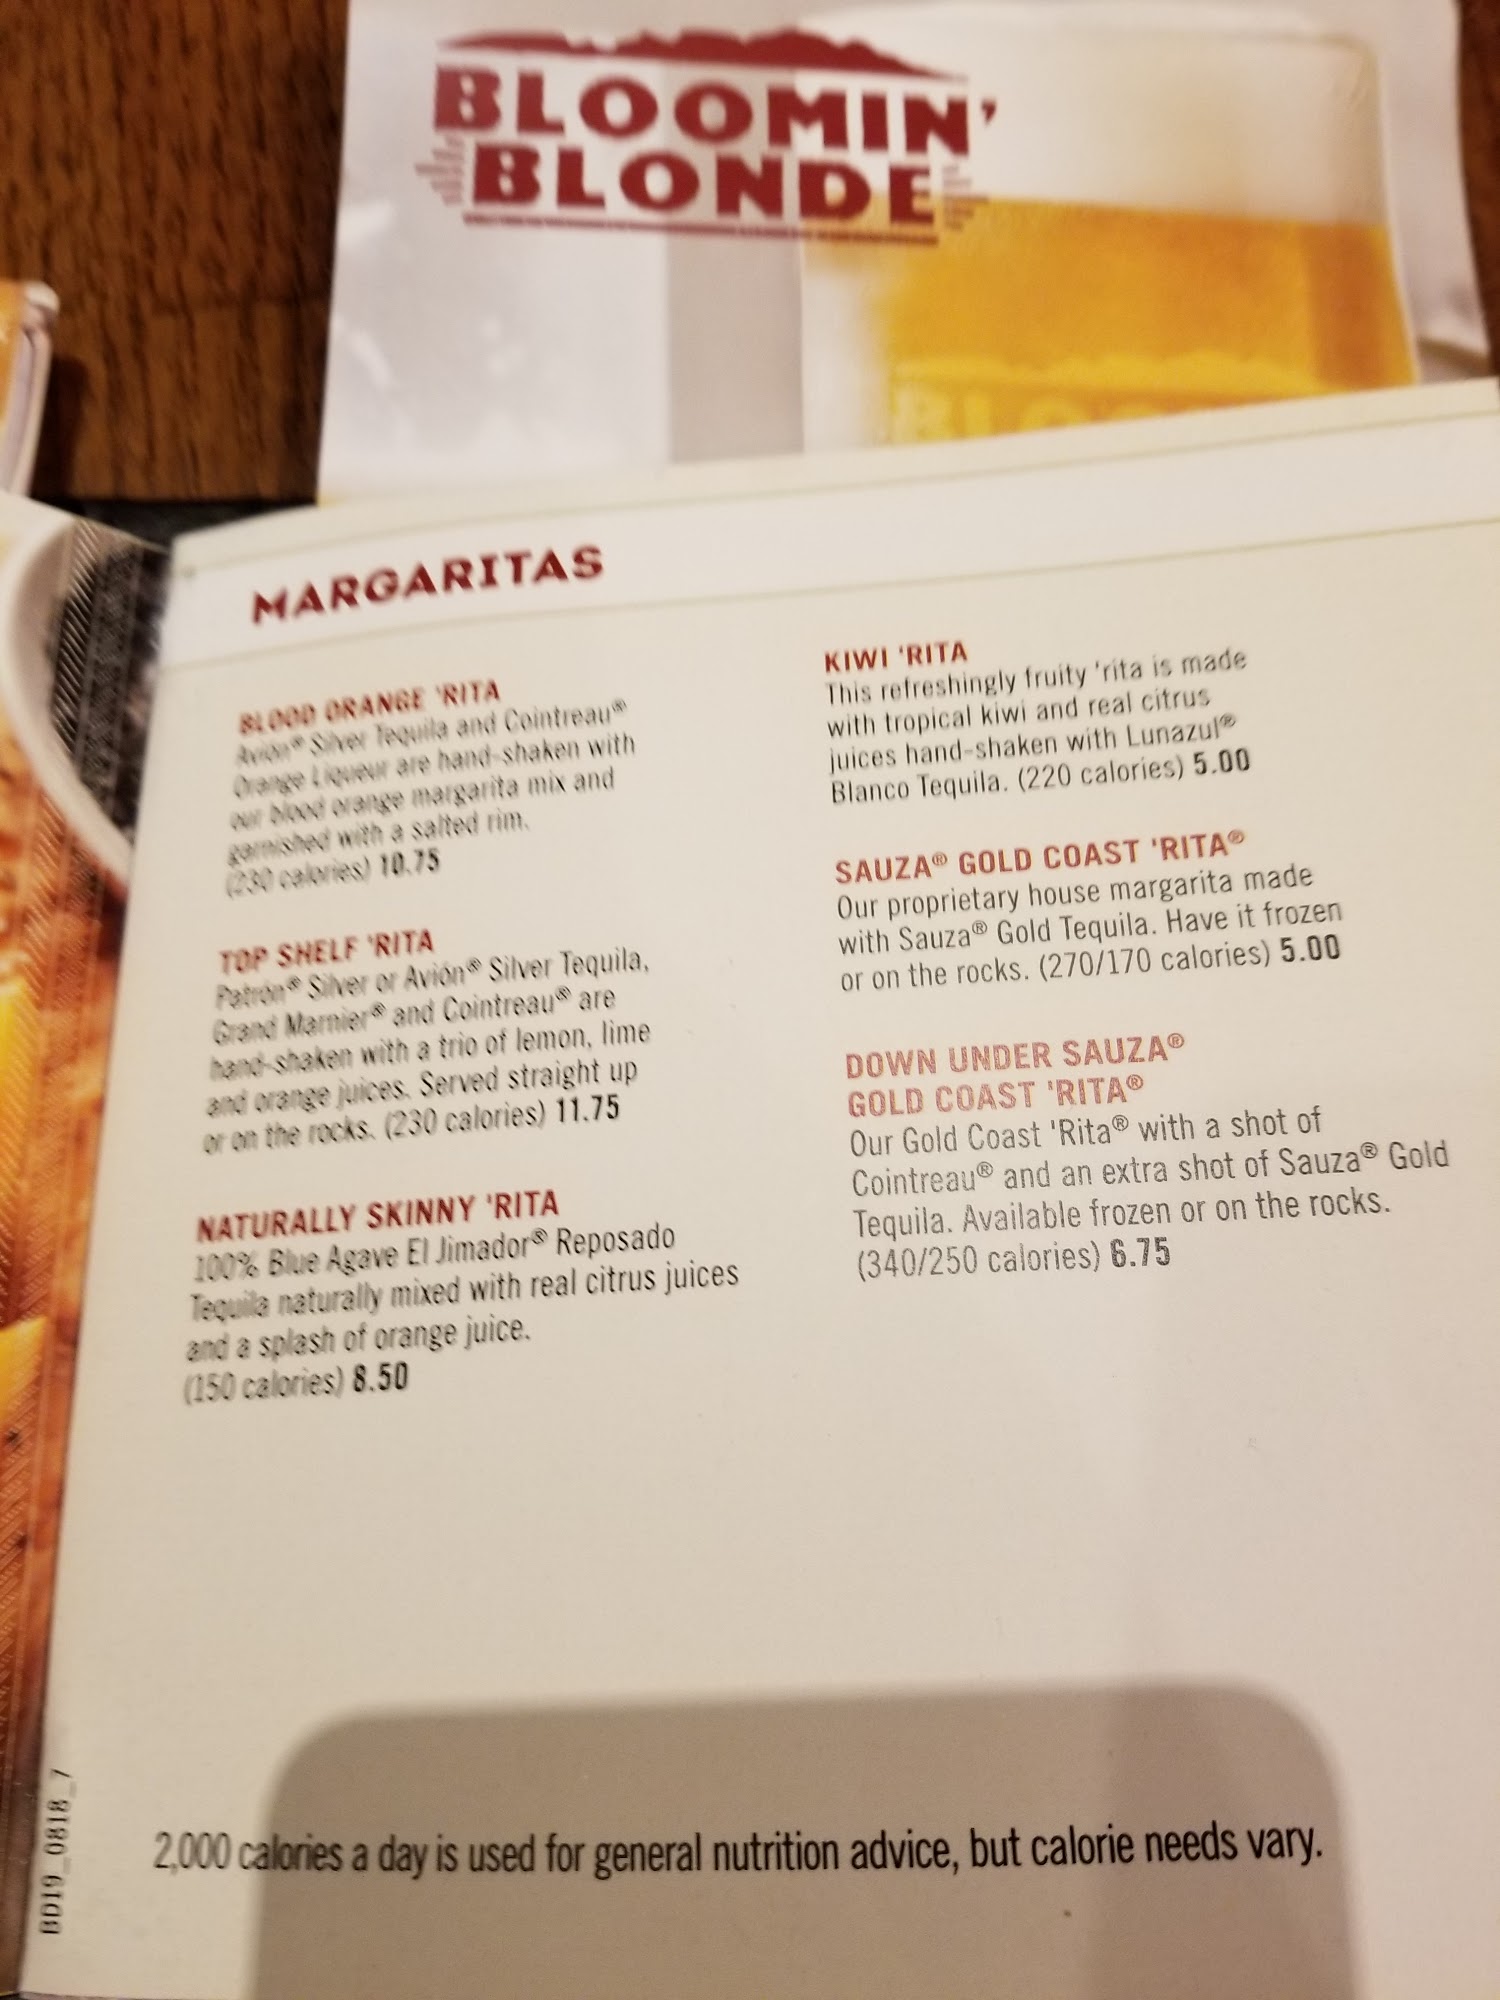 BLOOMIN'
BLONDE
MARGARITAS
BLOOD ORANGE 'RITA
Avión® Silver Tequila and Cointreau®
Orange Liqueur are hand-shaken with
our blood orange margarita mix and
garnished with a salted rim.
(230 calories) 10.75
TOP SHELF 'RITA
Patrón® Silver or Avión® Silver Tequila,
Grand Marnier® and Cointreau® are
hand-shaken with a trio of lemon, lime
and orange juices. Served straight up
or on the rocks. (230 calories) 11.75
NATURALLY SKINNY 'RITA
100% Blue Agave El Jimador® Reposado
Tequila naturally mixed with real citrus juices
and a splash of orange juice.
(150 calories) 8.50
KIWI 'RITA
This refreshingly fruity 'rita is made
with tropical kiwi and real citrus
juices hand-shaken with Lunazul®
Blanco Tequila. (220 calories) 5.00
SAUZA® GOLD COAST 'RITA®
Our proprietary house margarita made
with Sauza® Gold Tequila. Have it frozen
or on the rocks. (270/170 calories) 5.00
DOWN UNDER SAUZA®
GOLD COAST 'RITA®
Our Gold Coast 'Rita® with a shot of
Cointreau® and an extra shot of Sauza® Gold
Tequila. Available frozen or on the rocks.
(340/250 calories) 6.75
2,000 calories a day is used for general nutrition advice, but calorie needs vary.
BD19_0818_7